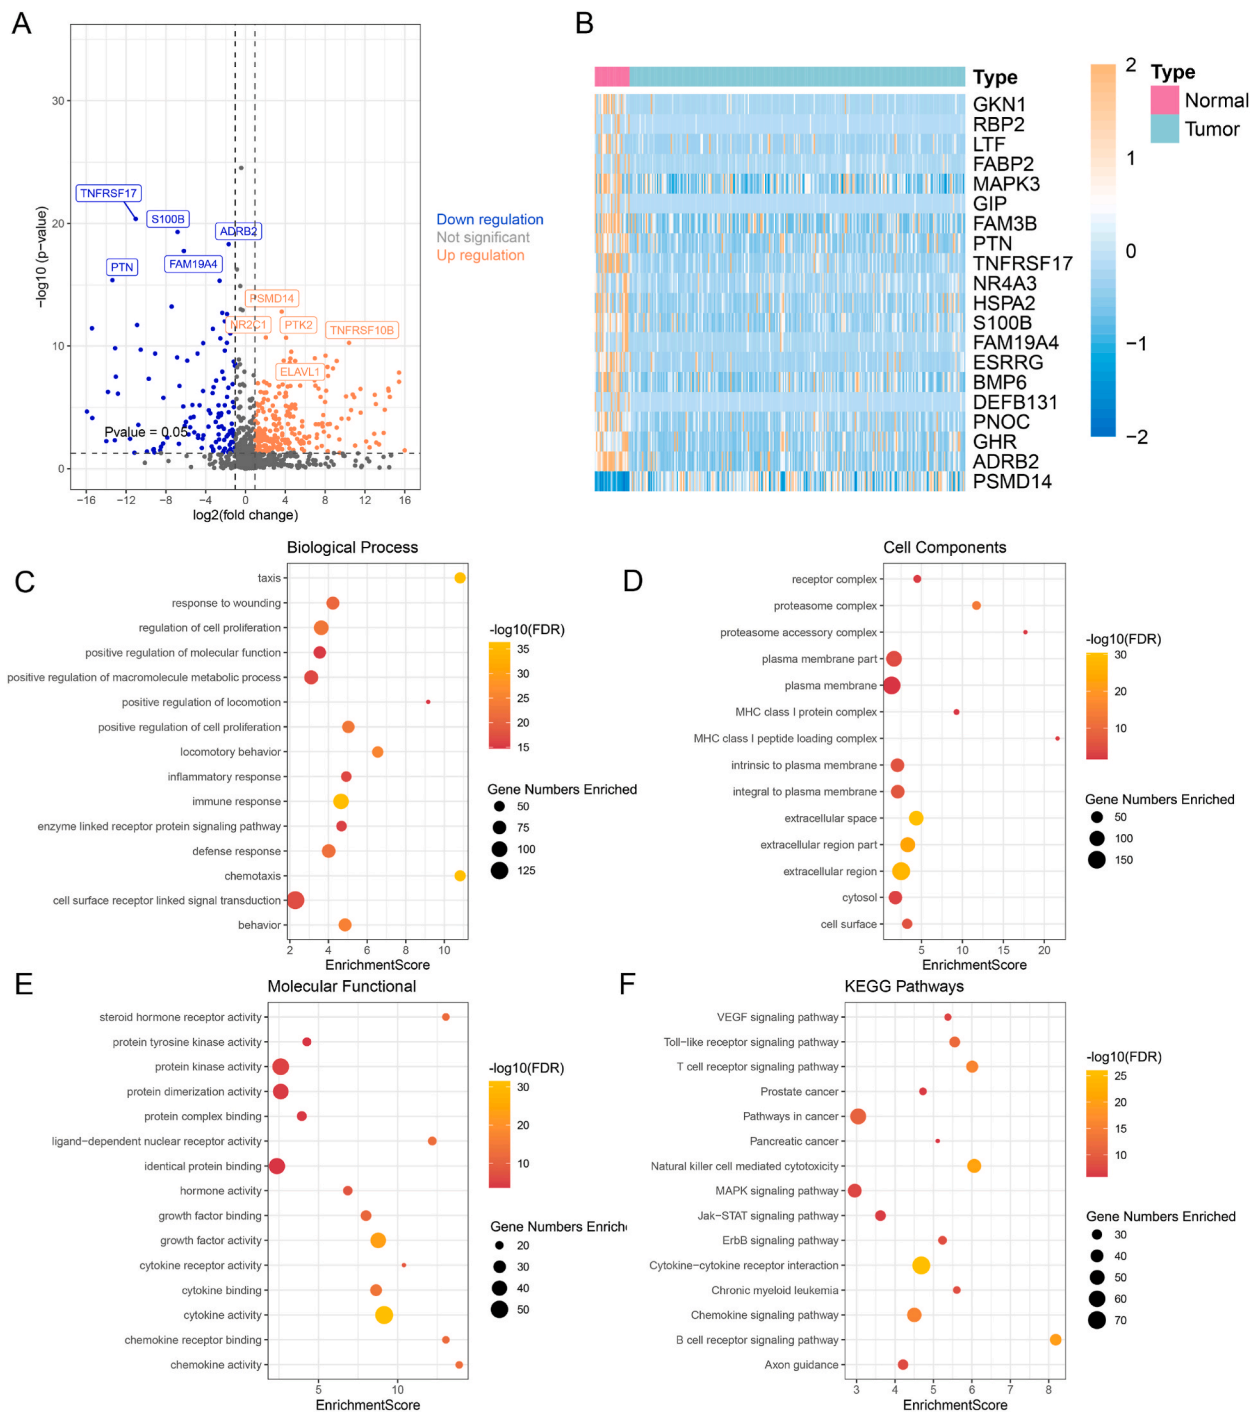 A
−log10 (p−value)
30
20
10
0
TNFRSF17
S100B
ADRB2
PTN
FAM19A4
PSMD14
NR2C1
PTK2
TNFRSF10B
ELAVL1
Pvalue = 0.05
−16
−12
−8
−4
0
4
8
12
16
log2(fold change)
Down regulation
Not significant
Up regulation
B
Type
GKN1
RBP2
LTF
FABP2
MAPK3
GIP
FAM3B
PTN
TNFRSF17
NR4A3
HSPA2
S100B
FAM19A4
ESRRG
BMP6
DEFB131
PNOC
GHR
ADRB2
PSMD14
2
1
0
−1
−2
Type
Normal
Tumor
C
Biological Process
taxis
response to wounding
regulation of cell proliferation
positive regulation of molecular function
positive regulation of macromolecule metabolic process
positive regulation of locomotion
positive regulation of cell proliferation
locomotory behavior
inflammatory response
immune response
enzyme linked receptor protein signaling pathway
defense response
chemotaxis
cell surface receptor linked signal transduction
behavior
2
4
6
8
10
EnrichmentScore
-log10(FDR)
35
30
25
20
15
Gene Numbers Enriched
50
75
100
125
D
Cell Components
receptor complex
proteasome complex
proteasome accessory complex
plasma membrane part
plasma membrane
MHC class I protein complex
MHC class I peptide loading complex
intrinsic to plasma membrane
integral to plasma membrane
extracellular space
extracellular region part
extracellular region
cytosol
cell surface
5
10
15
20
EnrichmentScore
-log10(FDR)
30
20
10
Gene Numbers Enriched
50
100
150
E
Molecular Functional
steroid hormone receptor activity
protein tyrosine kinase activity
protein kinase activity
protein dimerization activity
protein complex binding
ligand−dependent nuclear receptor activity
identical protein binding
hormone activity
growth factor binding
growth factor activity
cytokine receptor activity
cytokine binding
cytokine activity
chemokine receptor binding
chemokine activity
5
10
EnrichmentScore
-log10(FDR)
30
20
10
Gene Numbers Enrich
20
30
40
50
F
KEGG Pathways
VEGF signaling pathway
Toll−like receptor signaling pathway
T cell receptor signaling pathway
Prostate cancer
Pathways in cancer
Pancreatic cancer
Natural killer cell mediated cytotoxicity
MAPK signaling pathway
Jak−STAT signaling pathway
ErbB signaling pathway
Cytokine−cytokine receptor interaction
Chronic myeloid leukemia
Chemokine signaling pathway
B cell receptor signaling pathway
Axon guidance
3
4
5
6
7
8
EnrichmentScore
-log10(FDR)
25
20
15
10
Gene Numbers Enriched
30
40
50
60
70